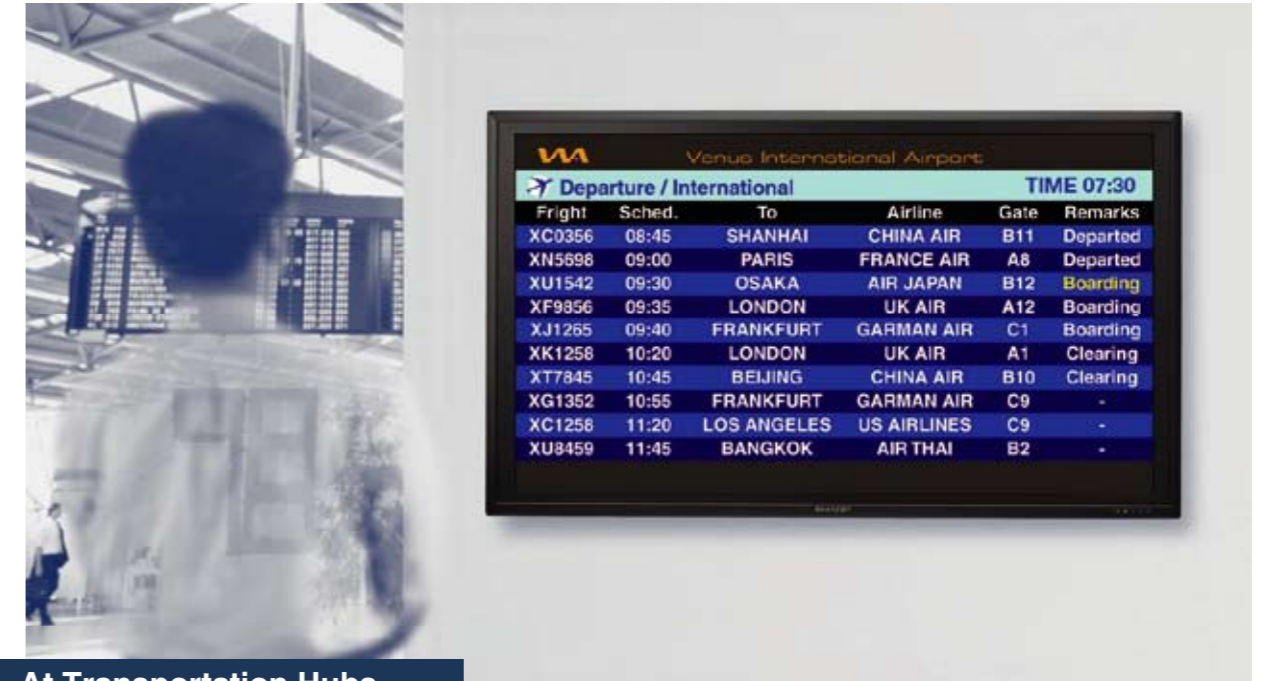 VIA
Venus International Airport
Departure / International TIME 07:30
Fright Sched. To Airline Gate Remarks
XC0356 08:45 SHANHAI CHINA AIR B11 Departed
XN5698 09:00 PARIS FRANCE AIR A8 Departed
XU1542 09:30 OSAKA AIR JAPAN B12 Boarding
XF9856 09:35 LONDON UK AIR A12 Boarding
XJ1265 09:40 FRANKFURT GARMAN AIR C1 Boarding
XK1258 10:20 LONDON UK AIR A1 Clearing
XT7845 10:45 BEIJING CHINA AIR B10 Clearing
XG1352 10:55 FRANKFURT GARMAN AIR C9 -
XC1258 11:20 LOS ANGELES US AIRLINES C9 -
XU8459 11:45 BANGKOK AIR THAI B2 -
SHARP
At Transportation Hubs